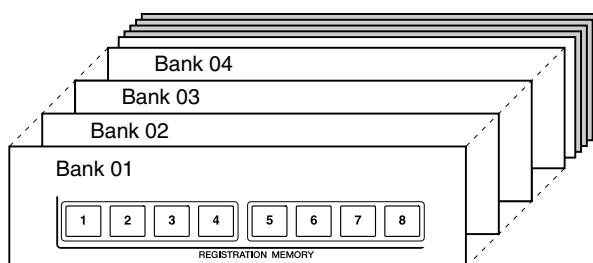 Bank 04
Bank 03
Bank 02
Bank 01
1 2 3 4 5 6 7 8
REGISTRATION MEMORY